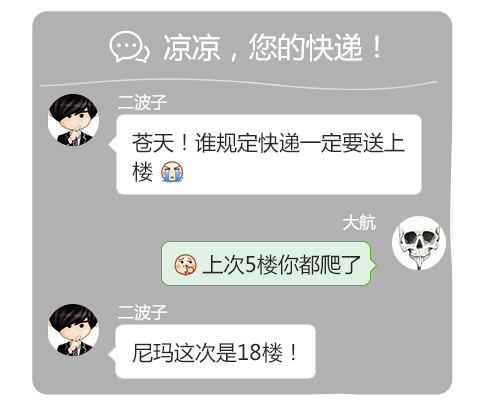 凉凉，您的快递！
二波子
苍天！谁规定快递一定要送上
楼
大航
上次5楼你都爬了
二波子
尼玛这次是18楼！